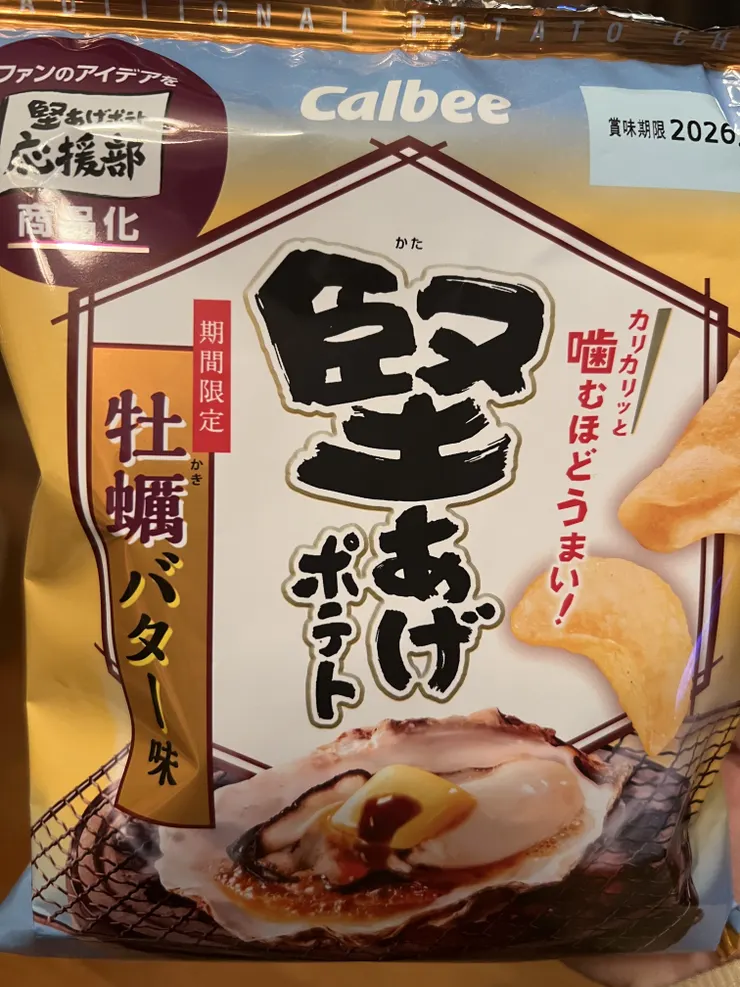 TRADITIONAL POTATO CH
ファンのアイデアを
堅あげポテト
応援部
商品化
Calbee
賞味期限 2026.
かた
堅あげ
ポテト
期間限定
牡蠣バター味
かき
カリカリッと
噛むほどうまい!